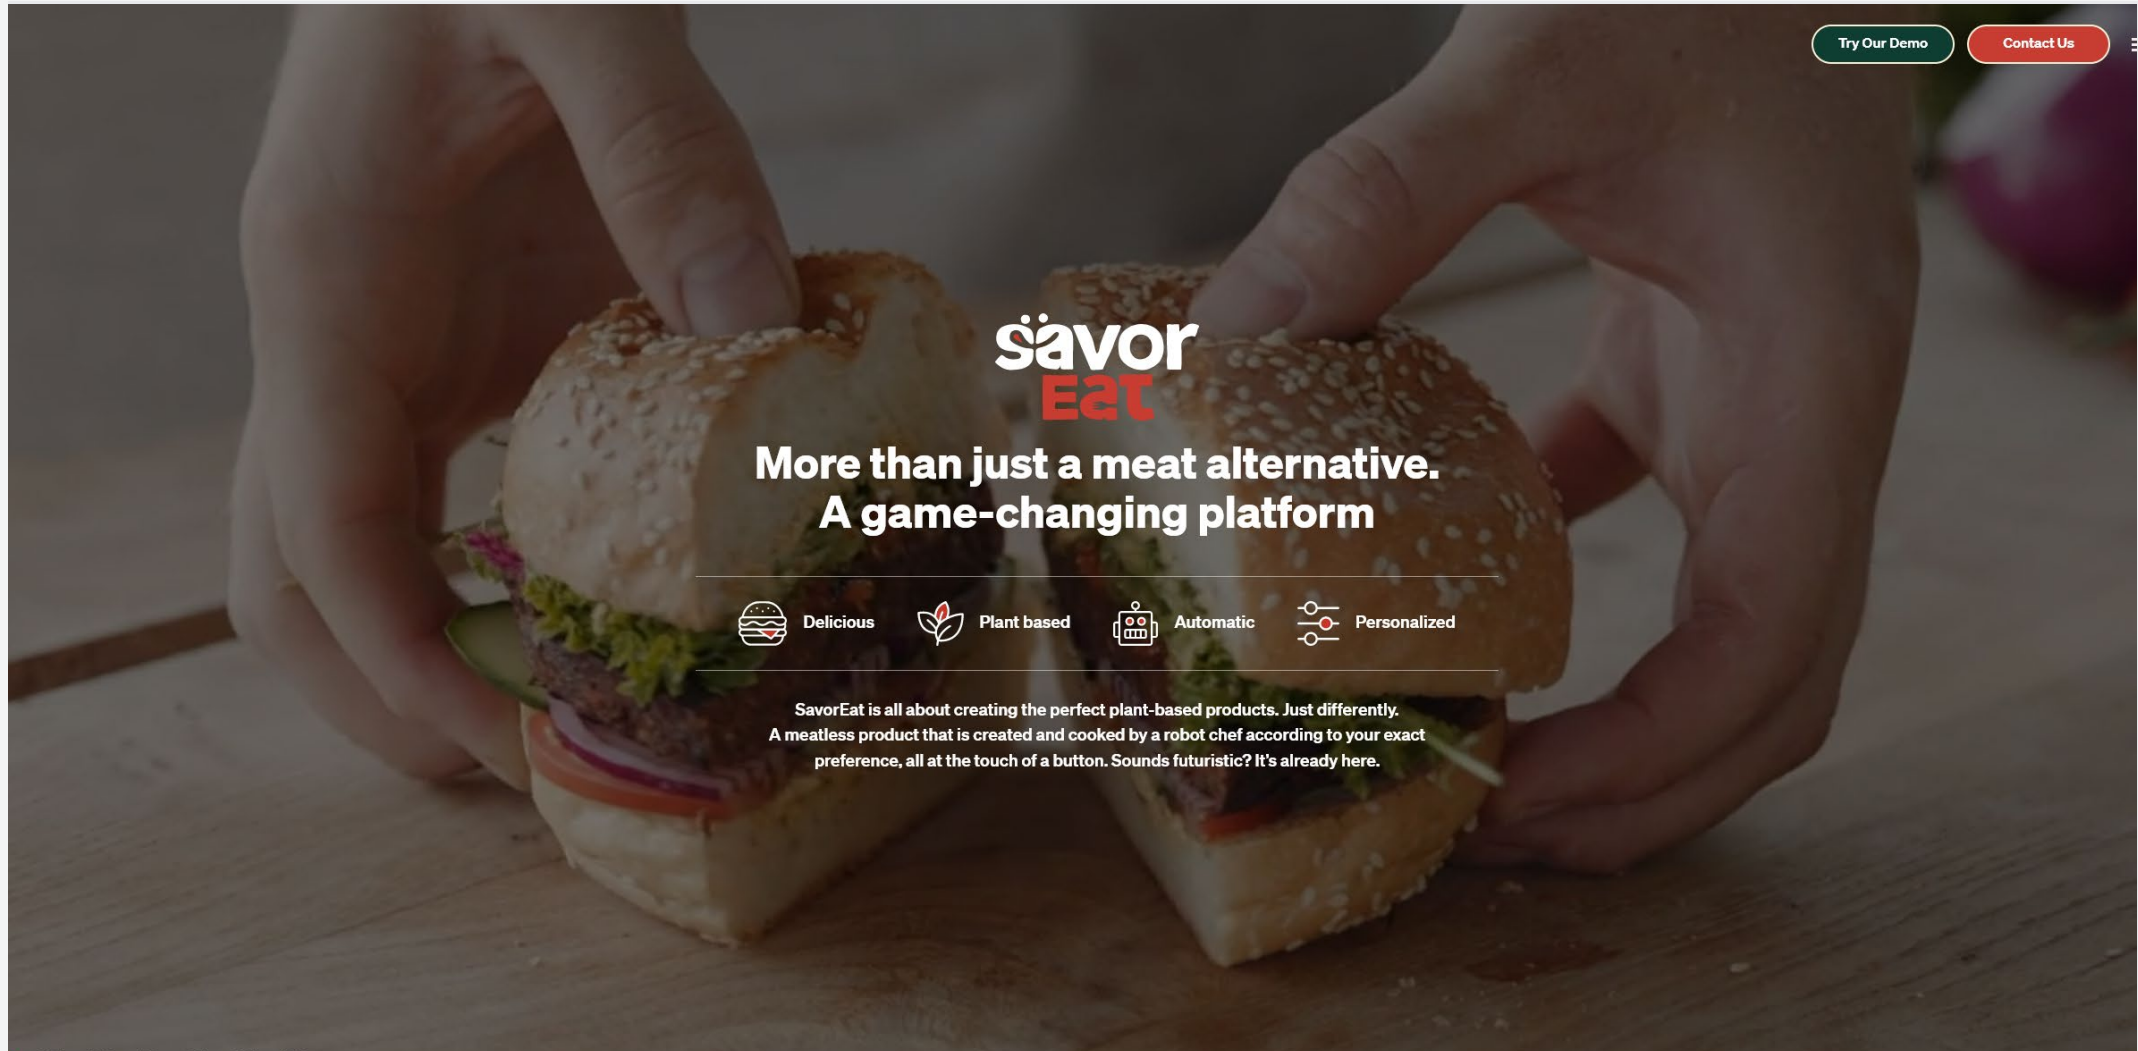 Try Our Demo
Contact Us
savor
Eat
More than just a meat alternative.
A game-changing platform
Delicious
Plant based
Automatic
Personalized
SavorEat is all about creating the perfect plant-based products. Just differently.
A meatless product that is created and cooked by a robot chef according to your exact
preference, all at the touch of a button. Sounds futuristic? It's already here.